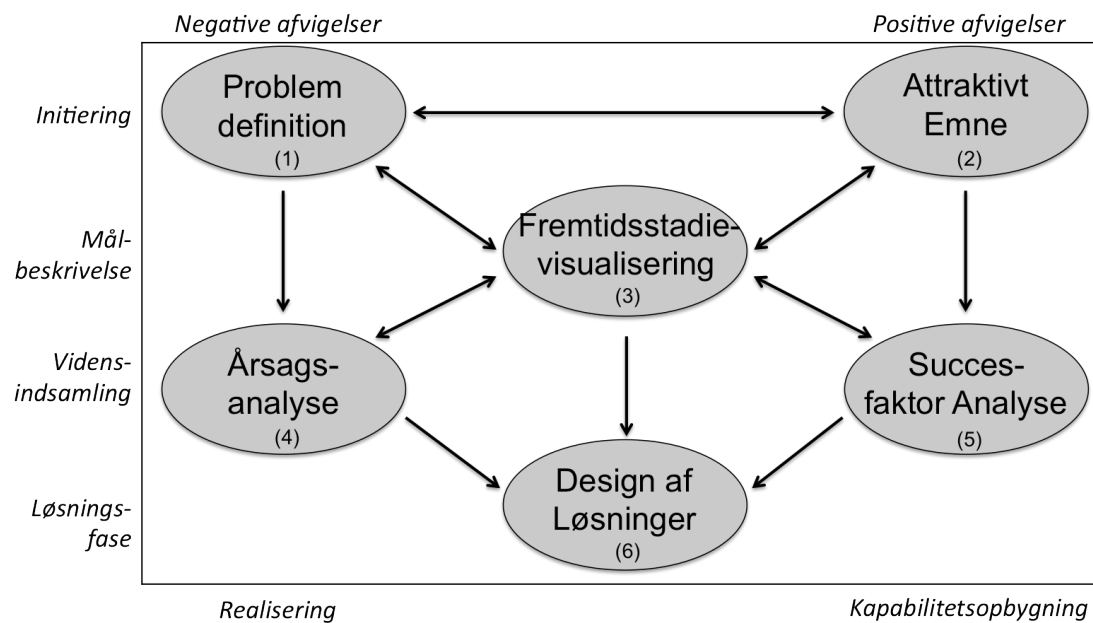 Negative afvigelser
Positive afvigelser
Initiering
Problem
definition
(1)
Attraktivt
Emne
(2)
Mål-
beskrivelse
Fremtidsstadie-
visualisering
(3)
Videns-
indsamling
Årsags-
analyse
(4)
Succes-
faktor Analyse
(5)
Løsnings-
fase
Design af
Løsninger
(6)
Realisering
Kapabilitetsopbygning